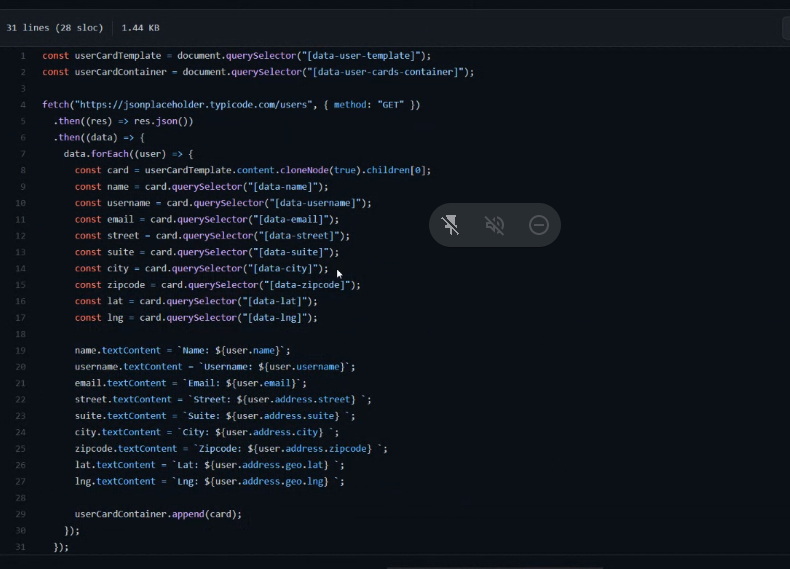 31 lines (28 sloc) 1.44 KB
1 const userCardTemplate = document.querySelector("[data-user-template]");
2 const userCardContainer = document.querySelector("[data-user-cards-container]");
3
4 fetch("https://jsonplaceholder.typicode.com/users", { method: "GET" })
5 .then((res) => res.json())
6 .then((data) => {
7 data.forEach((user) => {
8 const card = userCardTemplate.content.cloneNode(true).children[0];
9 const name = card.querySelector("[data-name]");
10 const username = card.querySelector("[data-username]");
11 const email = card.querySelector("[data-email]");
12 const street = card.querySelector("[data-street]");
13 const suite = card.querySelector("[data-suite]");
14 const city = card.querySelector("[data-city]");
15 const zipcode = card.querySelector("[data-zipcode]");
16 const lat = card.querySelector("[data-lat]");
17 const lng = card.querySelector("[data-lng]");
18
19 name.textContent = `Name: ${user.name}`;
20 username.textContent = `Username: ${user.username}`;
21 email.textContent = `Email: ${user.email}`;
22 street.textContent = `Street: ${user.address.street} `;
23 suite.textContent = `Suite: ${user.address.suite} `;
24 city.textContent = `City: ${user.address.city} `;
25 zipcode.textContent = `Zipcode: ${user.address.zipcode} `;
26 lat.textContent = `Lat: ${user.address.geo.lat} `;
27 lng.textContent = `Lng: ${user.address.geo.lng} `;
28
29 userCardContainer.append(card);
30 });
31 });